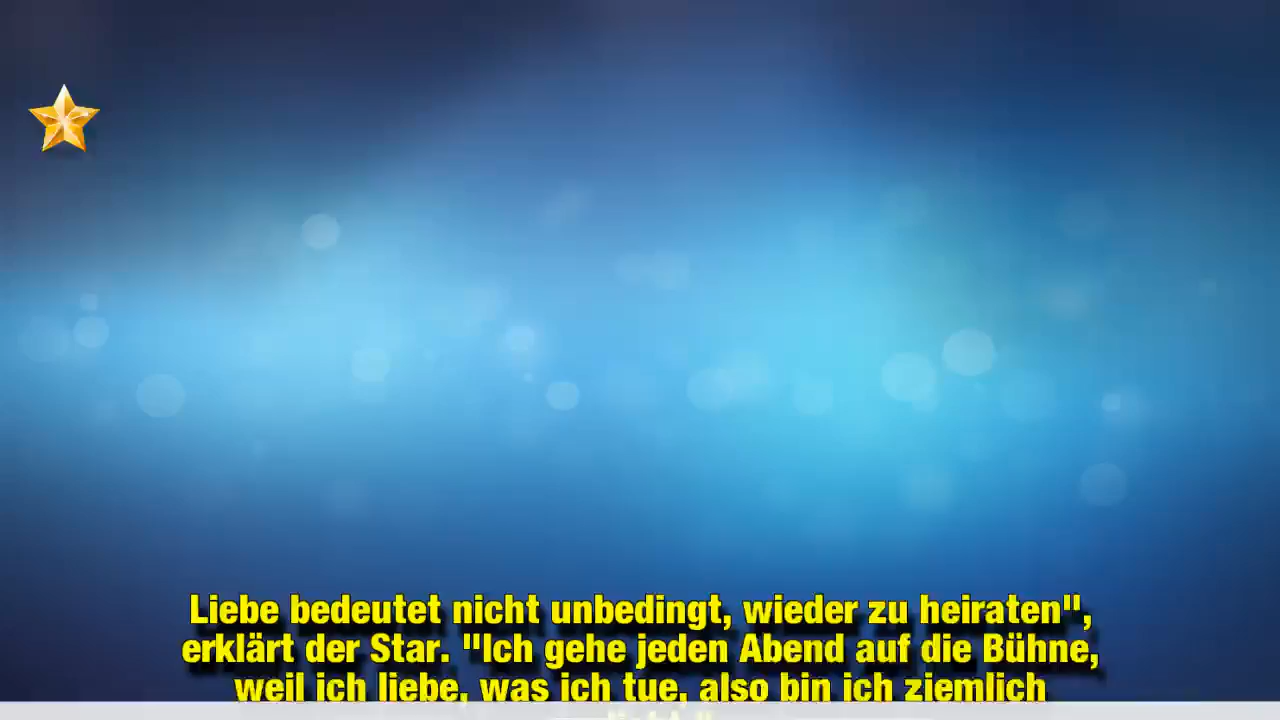 Liebe bedeutet nicht unbedingt, wieder zu heiraten",
erklärt der Star. "Ich gehe jeden Abend auf die Bühne,
weil ich liebe, was ich tue, also bin ich ziemlich